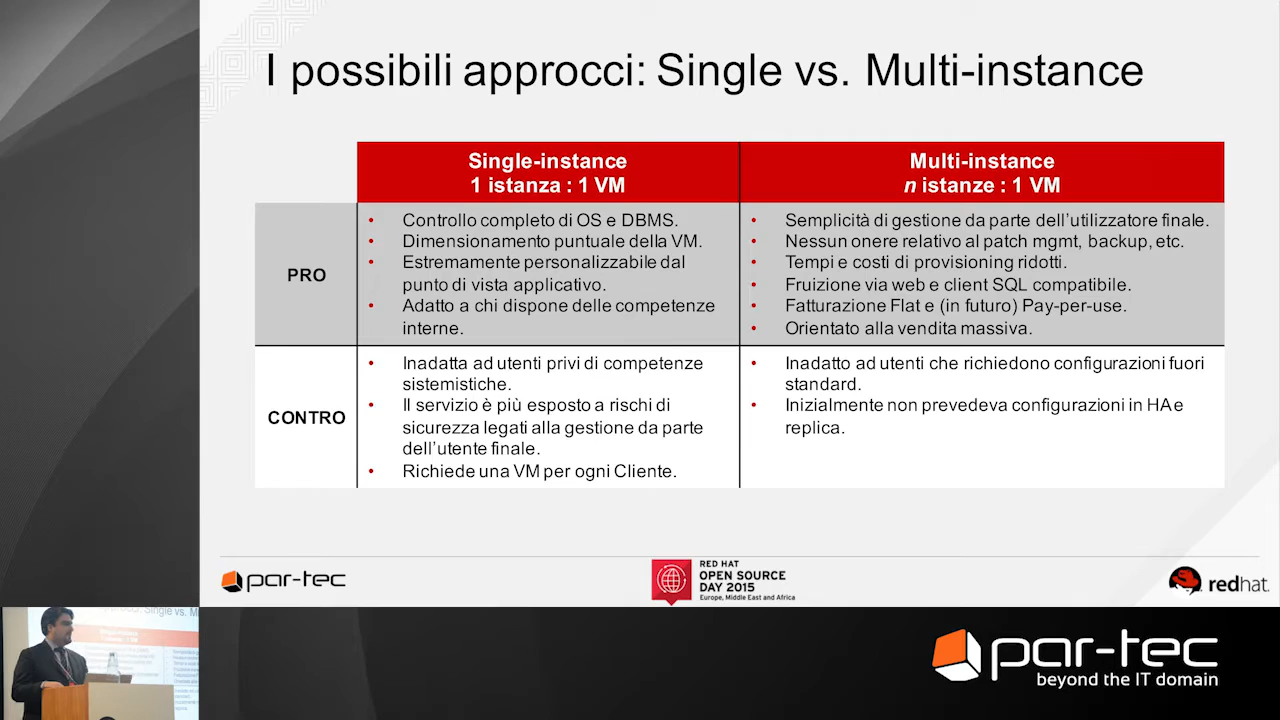 I possibili approcci: Single vs. Multi-instance
Single-instance
1 istanza : 1 VM
Multi-instance
n istanze : 1 VM
PRO
• Controllo completo di OS e DBMS.
• Dimensionamento puntuale della VM.
• Estremamente personalizzabile dal
punto di vista applicativo.
• Adatto a chi dispone delle competenze
interne.
• Semplicità di gestione da parte dell’utilizzatore finale.
• Nessun onere relativo al patch mgmt, backup, etc.
• Tempi e costi di provisioning ridotti.
• Fruizione via web e client SQL compatibile.
• Fatturazione Flat e (in futuro) Pay-per-use.
• Orientato alla vendita massiva.
CONTRO
• Inadatta ad utenti privi di competenze
sistemistiche.
• Il servizio è più esposto a rischi di
sicurezza legati alla gestione da parte
dell’utente finale.
• Richiede una VM per ogni Cliente.
• Inadatto ad utenti che richiedono configurazioni fuori
standard.
• Inizialmente non prevedeva configurazioni in HA e
replica.
par-tec
RED HAT
OPEN SOURCE
DAY 2015
Europe, Middle East and Africa
redhat.
Single vs. M
par-tec
beyond the IT domain